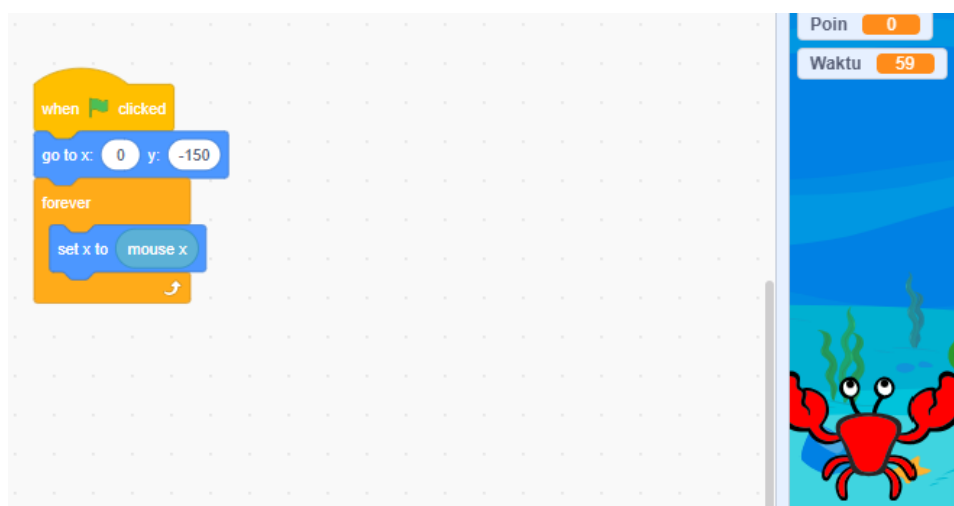 Poin 0
Waktu 59
when clicked
go to x: 0 y: -150
forever
set x to mouse x